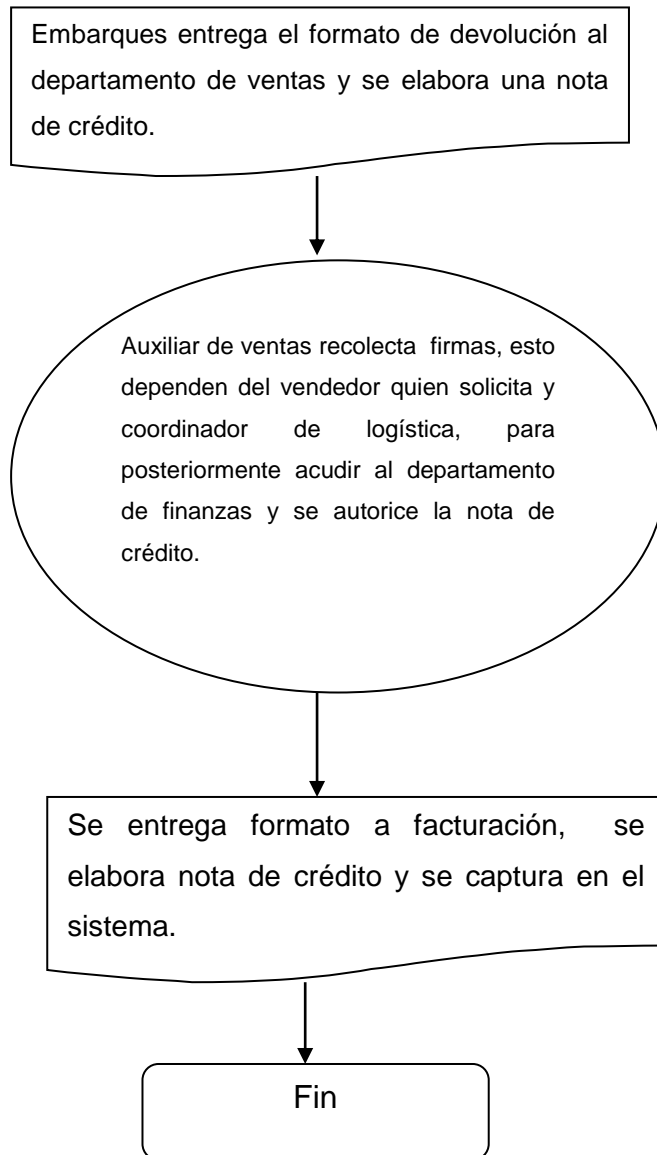 Embarques entrega el formato de devolución al
departamento de ventas y se elabora una nota
de crédito.
Auxiliar de ventas recolecta firmas, esto
dependen del vendedor quien solicita y
coordinador de logística, para
posteriormente acudir al departamento
de finanzas y se autorice la nota de
crédito.
Se entrega formato a facturación, se
elabora nota de crédito y se captura en el
sistema.
Fin